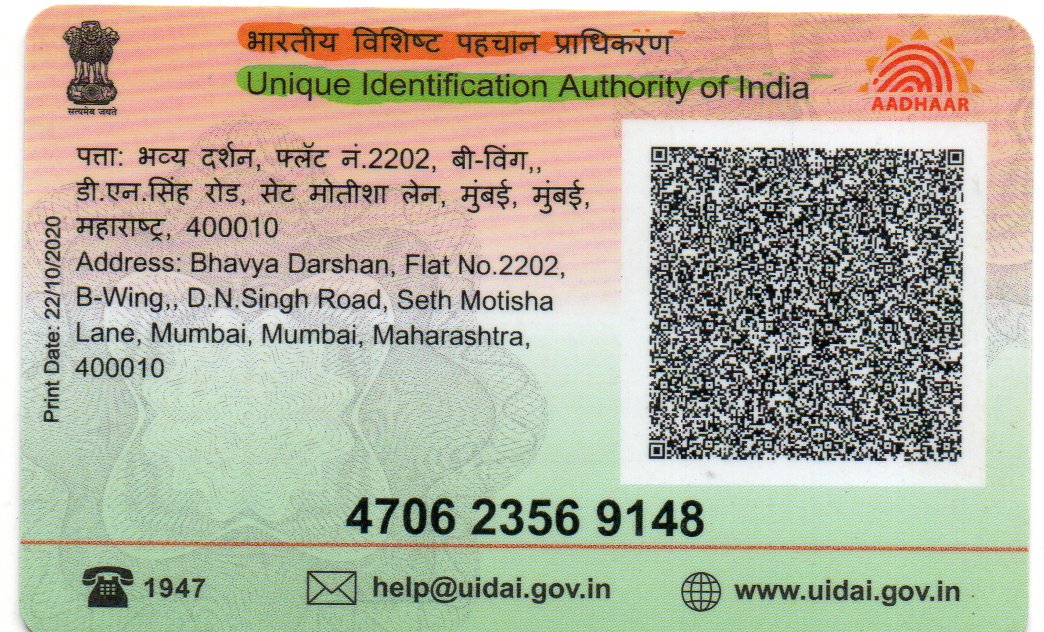 भारतीय विशिष्ट पहचान प्राधिकरण
Unique Identification Authority of India
सत्यमेव जयते
AADHAAR
पत्ता: भव्य दर्शन, फ्लॅट नं.2202, बी-विंग,,
डी.एन.सिंह रोड, सेट मोतीशा लेन, मुंबई, मुंबई,
महाराष्ट्र, 400010
Address: Bhavya Darshan, Flat No.2202,
B-Wing,, D.N.Singh Road, Seth Motisha
Lane, Mumbai, Mumbai, Maharashtra,
400010
Print Date: 22/10/2020
4706 2356 9148
1947
help@uidai.gov.in
www.uidai.gov.in